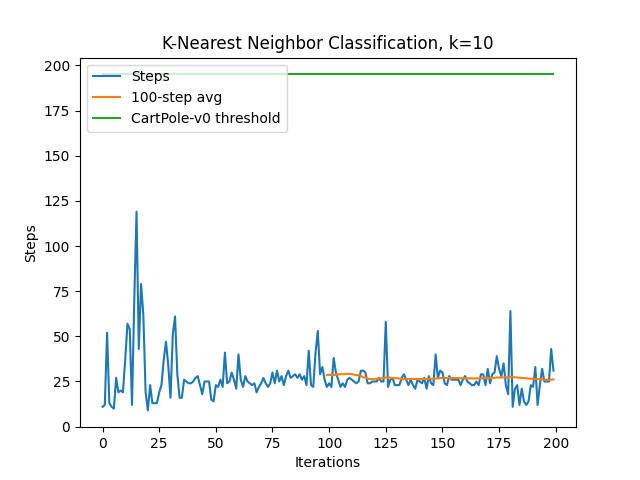 K-Nearest Neighbor Classification, k=10
200
175
150
125
100
75
50
25
0
Steps
Steps
100-step avg
CartPole-v0 threshold
0 25 50 75 100 125 150 175 200
Iterations